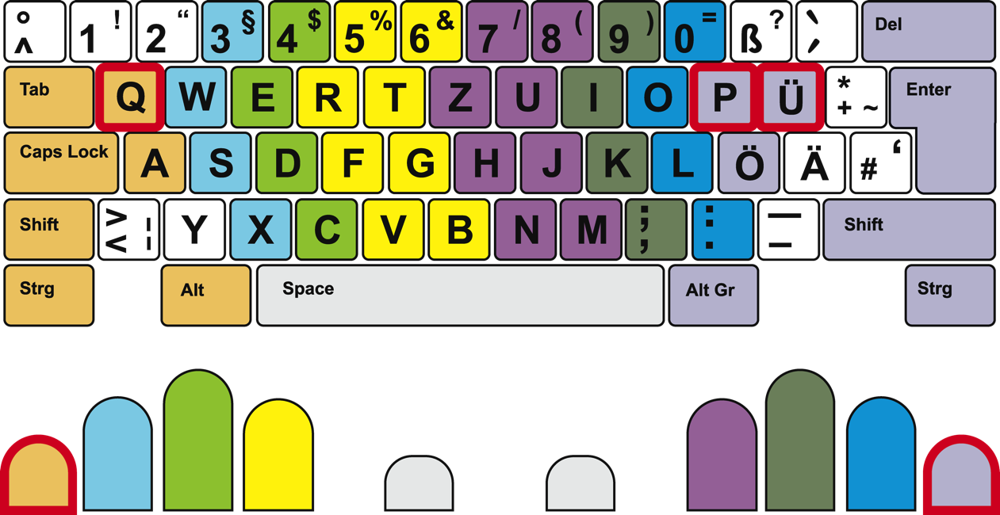 ° ^ 1 ! 2 “ 3 § 4 $ 5 % 6 & 7 / 8 ( 9 ) 0 = ß ? ` ´ Del
Tab Q W E R T Z U I O P Ü * + ~ Enter
Caps Lock A S D F G H J K L Ö Ä # ‘
Shift > < ¦ Y X C V B N M ; , : . — – Shift
Strg Alt Space Alt Gr Strg